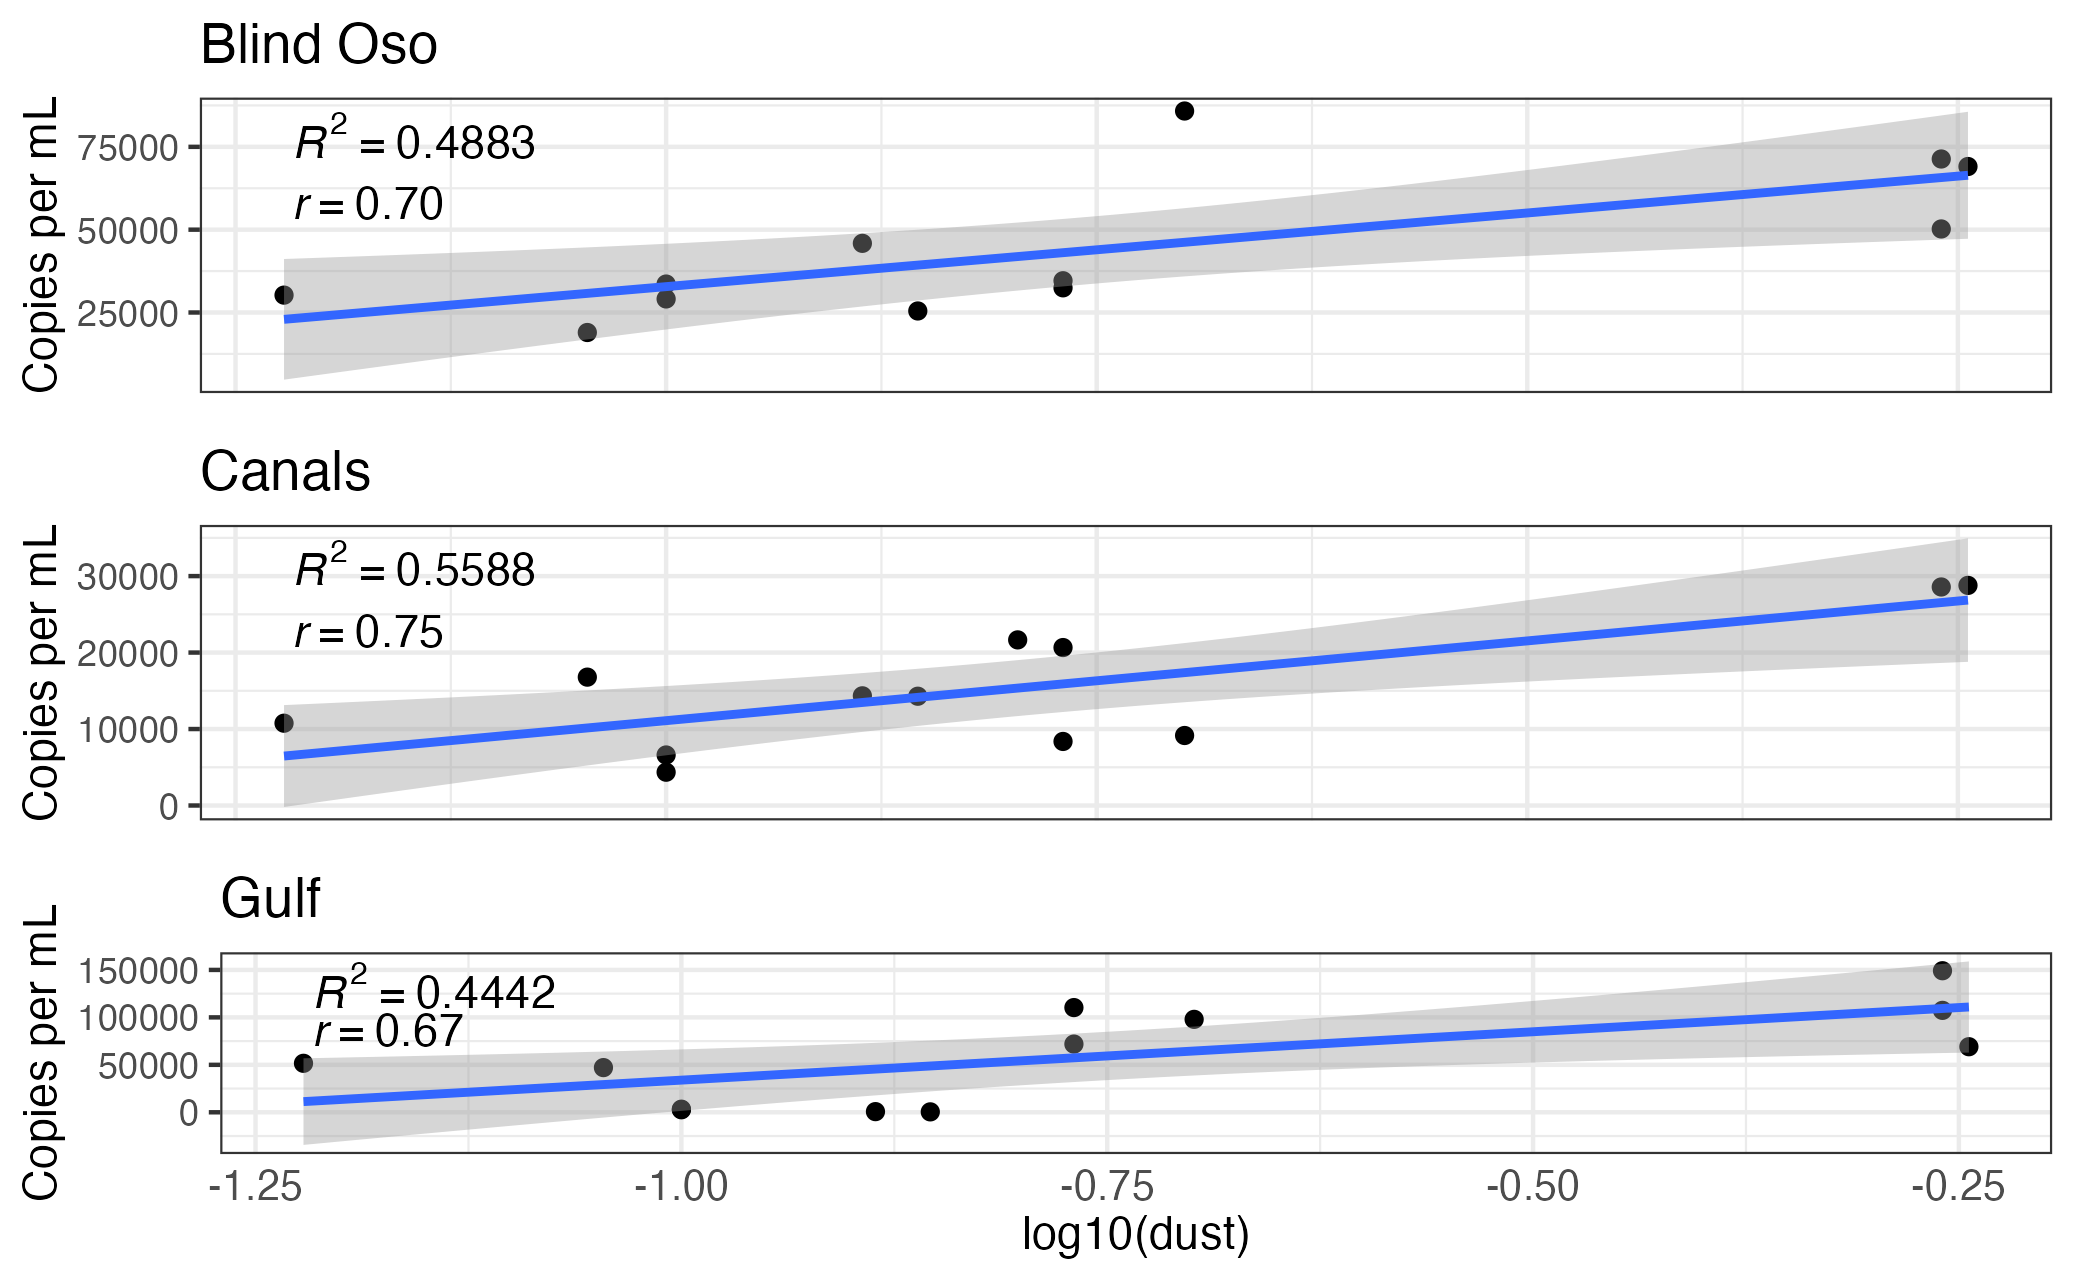 Blind Oso
Copies per mL
75000
50000
25000
R² = 0.4883
r = 0.70
Canals
Copies per mL
30000
20000
10000
0
R² = 0.5588
r = 0.75
Gulf
Copies per mL
150000
100000
50000
0
R² = 0.4442
r = 0.67
-1.25 -1.00 -0.75 -0.50 -0.25
log10(dust)